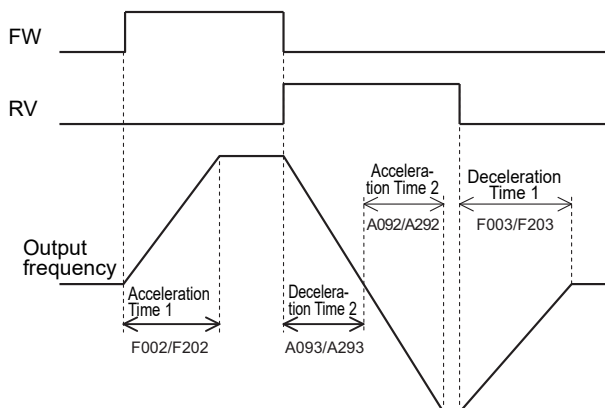 FW
RV
Accelera-
tion Time 2
A092/A292
Deceleration
Time 1
F003/F203
Output
frequency
Acceleration
Time 1
F002/F202
Decelera-
tion Time 2
A093/A293